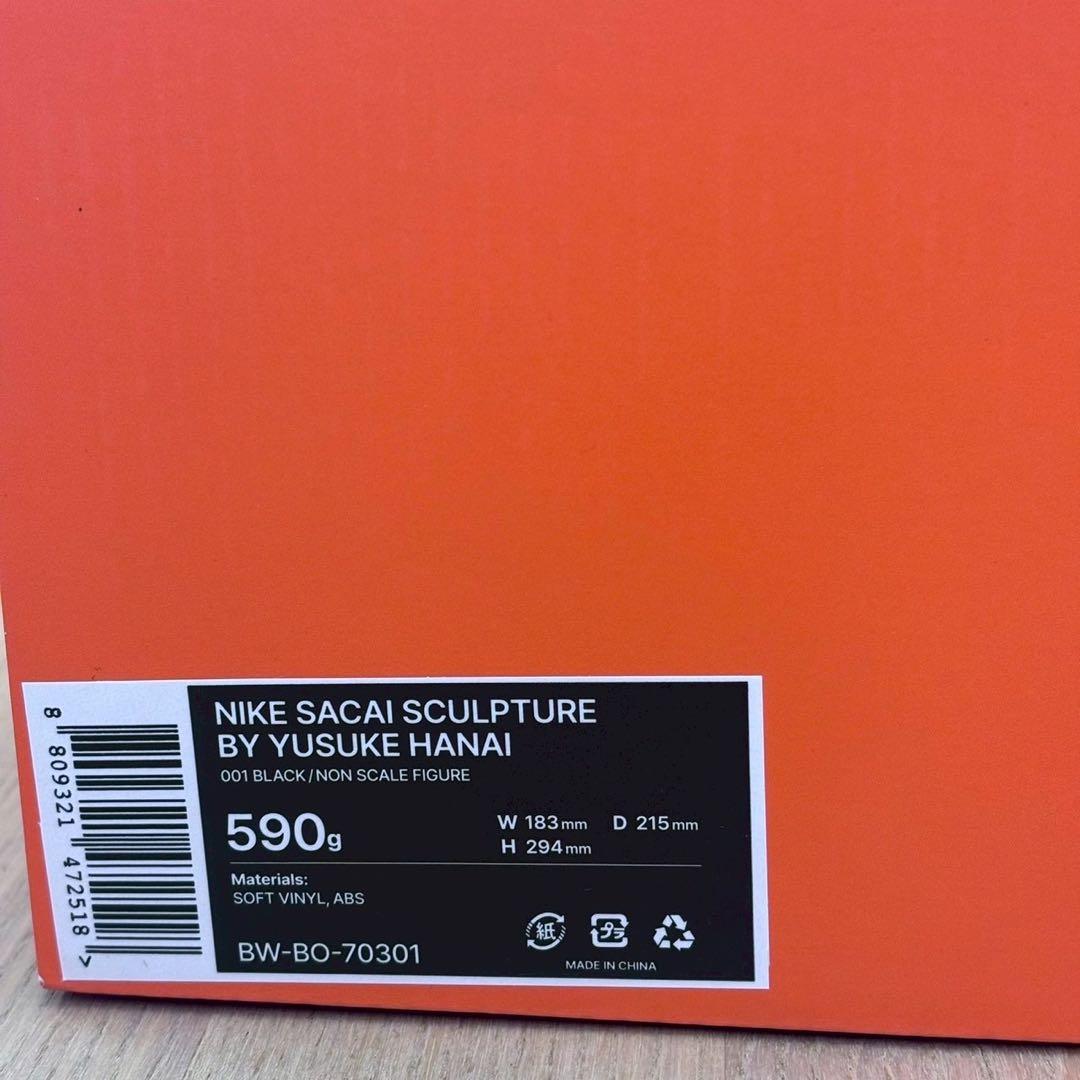 NIKE SACAI SCULPTURE
BY YUSUKE HANAI
001 BLACK/NON SCALE FIGURE
590g
W 183mm D 215mm
H 294mm
Materials:
SOFT VINYL, ABS
BW-BO-70301
紙 プラ
MADE IN CHINA
8 809321 472518 >